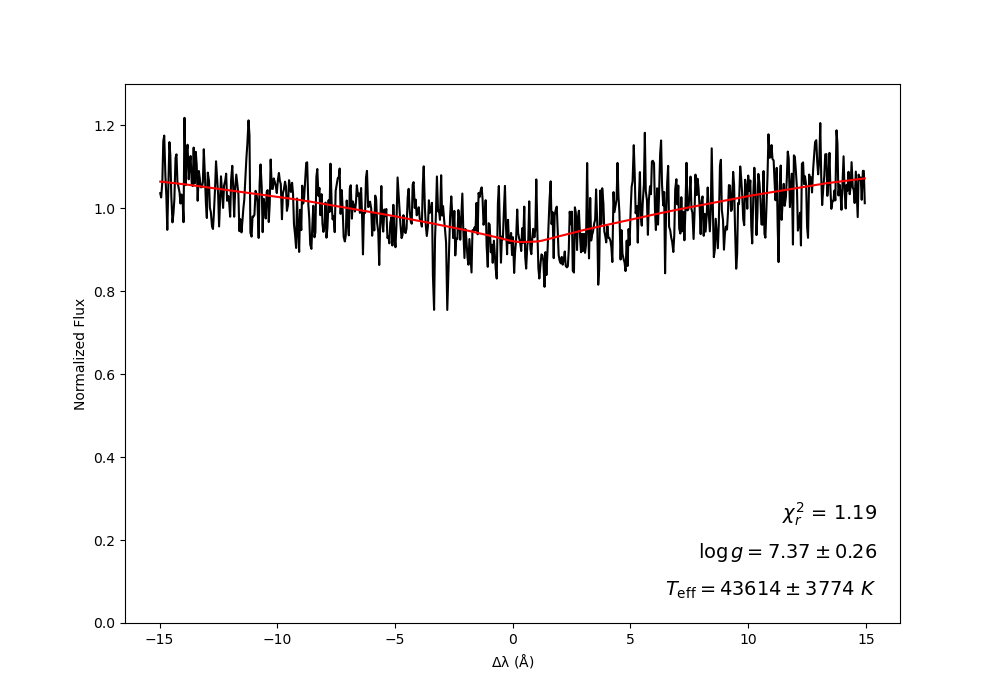 1.2
1.0
0.8
0.6
0.4
0.2
0.0
Normalized Flux
χ²ᵣ = 1.19
log g = 7.37 ± 0.26
T_eff = 43614 ± 3774 K
−15 −10 −5 0 5 10 15
Δλ (Å)